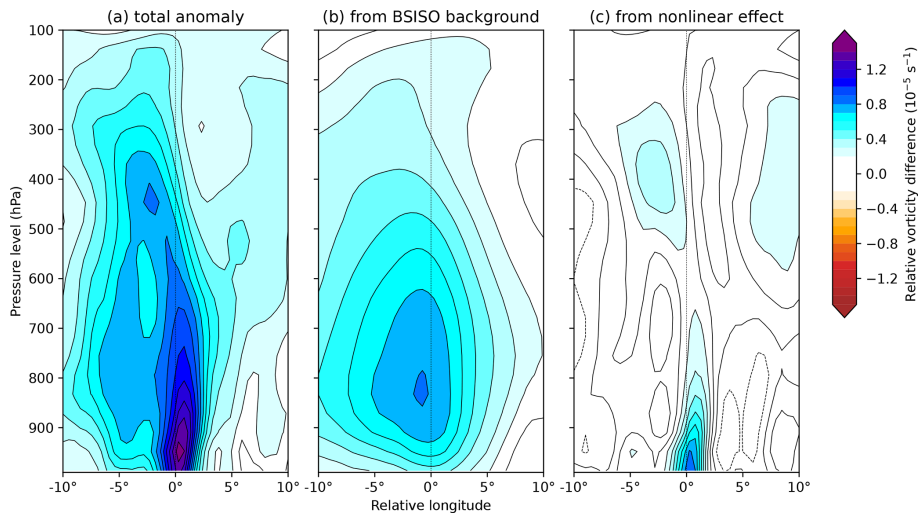 (a) total anomaly
(b) from BSISO background
(c) from nonlinear effect
100
200
300
400
500
600
700
800
900
Pressure level (hPa)
-10° -5° 0° 5° 10°
-10° -5° 0° 5° 10°
-10° -5° 0° 5° 10°
Relative longitude
1.2
0.8
0.4
0.0
−0.4
−0.8
−1.2
Relative vorticity difference (10⁻⁵ s⁻¹)